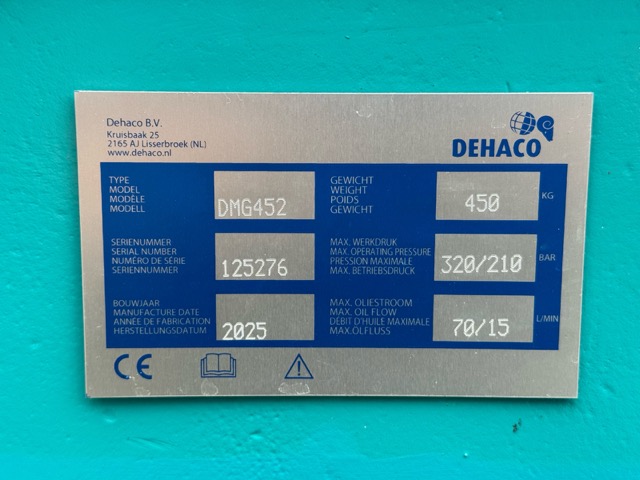 Dehaco B.V.
Kruisbaak 25
2165 AJ Lisserbroek (NL)
www.dehaco.nl
DEHACO
TYPE
MODEL
MODÈLE
MODELL
DMG452
GEWICHT
WEIGHT
POIDS
GEWICHT
450
KG
SERIENUMMER
SERIAL NUMBER
NUMÉRO DE SÉRIE
SERIENNUMMER
125276
MAX. WERKDRUK
MAX. OPERATING PRESSURE
PRESSION MAXIMALE
MAX. BETRIEBSDRUCK
320/210
BAR
BOUWJAAR
MANUFACTURE DATE
ANNÉE DE FABRICATION
HERSTELLUNGSDATUM
2025
MAX. OLIESTROOM
MAX. OIL FLOW
DÉBIT D'HUILE MAXIMALE
MAX.ÖLFLUSS
70/15
L/MIN
CE